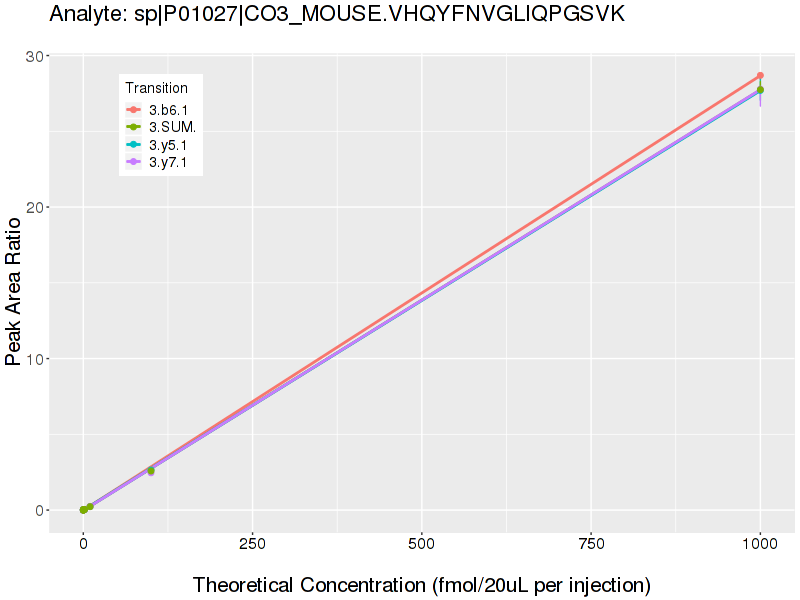 Analyte: sp|P01027|CO3_MOUSE.VHQYFNVGLIQPGSVK
30
Transition
3.b6.1
3.SUM.
3.y5.1
3.y7.1
20
Peak Area Ratio
10
0
0 250 500 750 1000
Theoretical Concentration (fmol/20uL per injection)